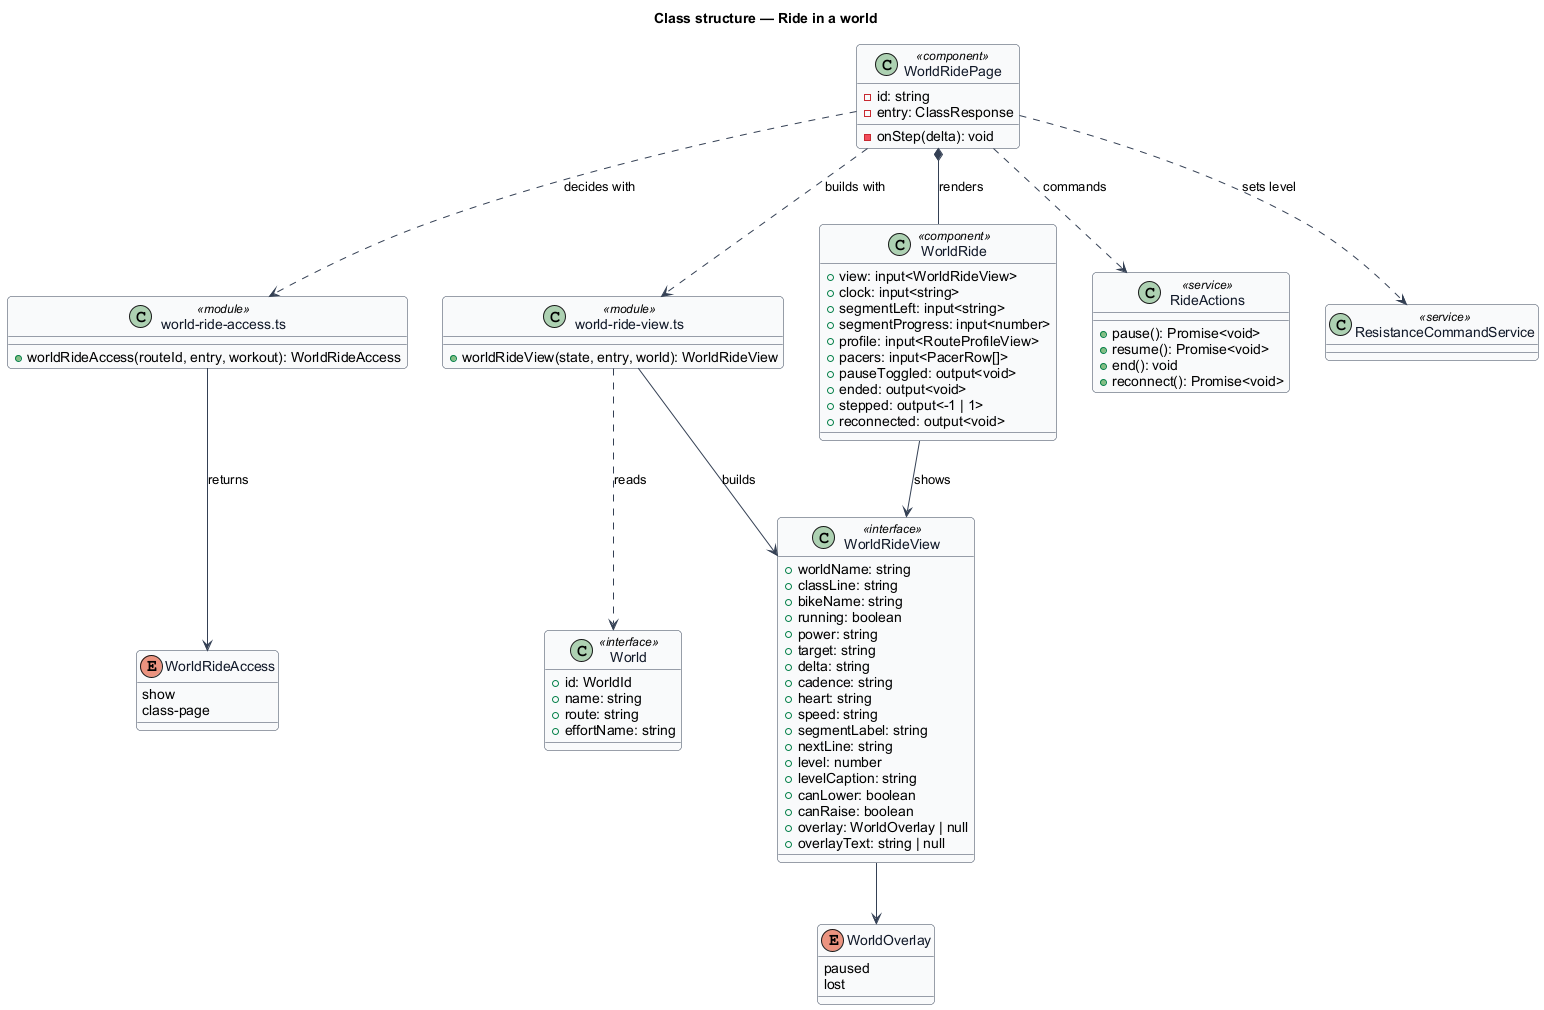 Class structure — Ride in a world
«component»
WorldRidePage
id: string
entry: ClassResponse
onStep(delta): void
decides with
builds with
renders
commands
sets level
«component»
WorldRide
view: input<WorldRideView>
clock: input<string>
segmentLeft: input<string>
segmentProgress: input<number>
profile: input<RouteProfileView>
pacers: input<PacerRow[]>
pauseToggled: output<void>
ended: output<void>
stepped: output<-1 | 1>
reconnected: output<void>
«service»
RideActions
pause(): Promise<void>
resume(): Promise<void>
end(): void
reconnect(): Promise<void>
«service»
ResistanceCommandService
«module»
world-ride-access.ts
worldRideAccess(routeId, entry, workout): WorldRideAccess
«module»
world-ride-view.ts
worldRideView(state, entry, world): WorldRideView
returns
reads
builds
shows
«interface»
WorldRideView
worldName: string
classLine: string
bikeName: string
running: boolean
power: string
target: string
delta: string
cadence: string
heart: string
speed: string
segmentLabel: string
nextLine: string
level: number
levelCaption: string
canLower: boolean
canRaise: boolean
overlay: WorldOverlay | null
overlayText: string | null
«interface»
World
id: WorldId
name: string
route: string
effortName: string
WorldRideAccess
show
class-page
WorldOverlay
paused
lost